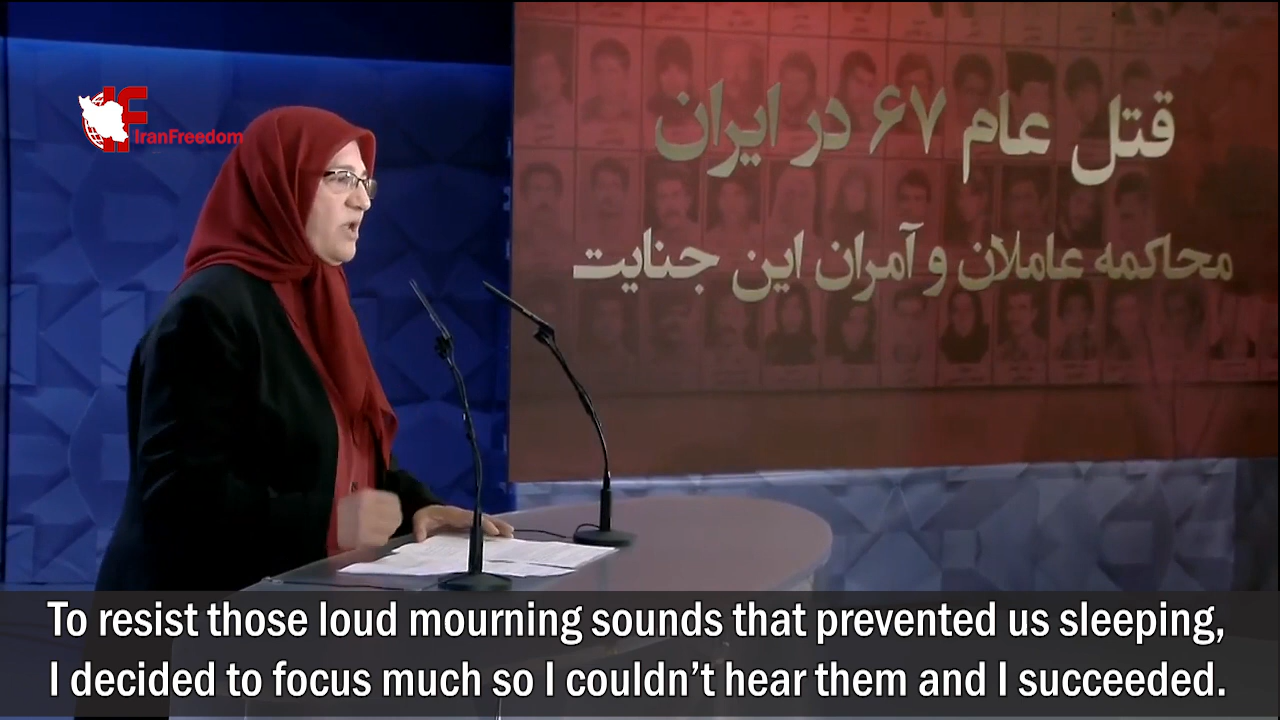 IF
IranFreedom
قتل عام ۶۷ در ایران
محاکمه عاملان و آمران این جنایت
To resist those loud mourning sounds that prevented us sleeping,
I decided to focus much so I couldn't hear them and I succeeded.